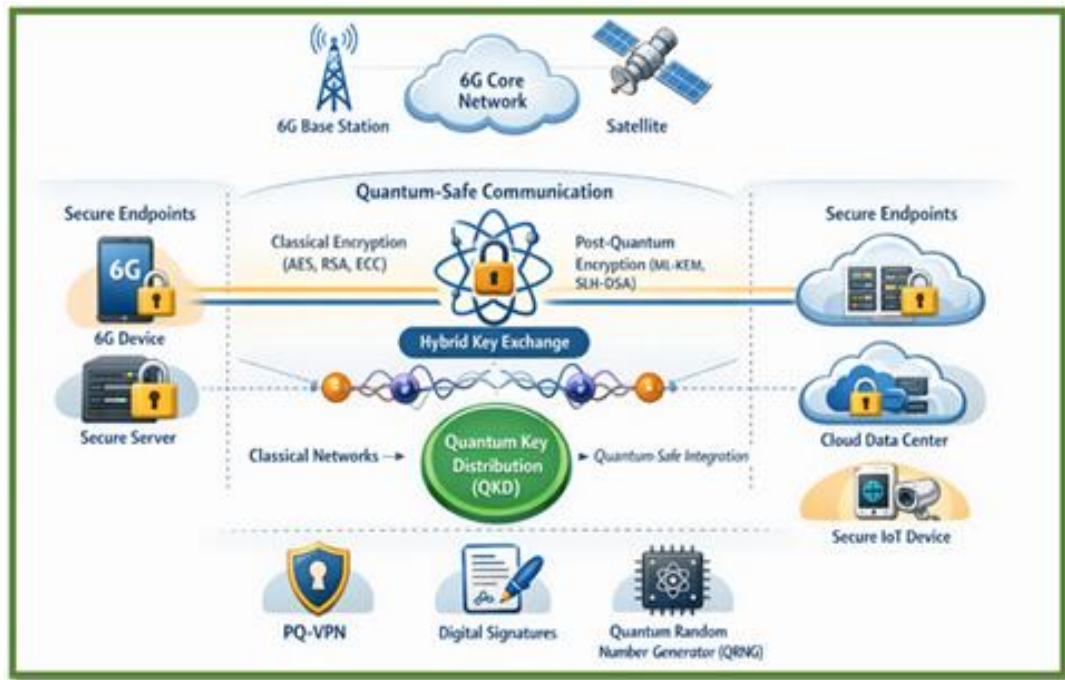 6G Core
Network
6G Base Station
Satellite
Quantum-Safe Communication
Secure Endpoints
Secure Endpoints
Classical Encryption
(AES, RSA, ECC)
Post-Quantum
Encryption (ML-KEM,
SLH-DSA)
6G
6G Device
Hybrid Key Exchange
Secure Server
Cloud Data Center
Classical Networks
Quantum Key
Distribution
(QKD)
Quantum-Safe Integration
Secure IoT Device
PQ-VPN
Digital Signatures
Quantum Random
Number Generator (QRNG)